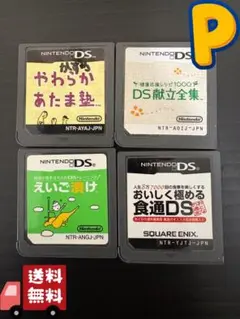 P
NINTENDO DS
やわらか
あたま塾
Nintendo
NTR-AYAJ-JPN
NINTENDO DS
健康応援レシピ1000
DS献立全集
Nintendo
NINTENDO DS
えいご漬け
Nintendo
NTR-ANGJ-JPN
NINTENDO DS
おいしく極める
食通DS
SQUARE ENIX
NTR-YJTJ-JPN
送料
無料